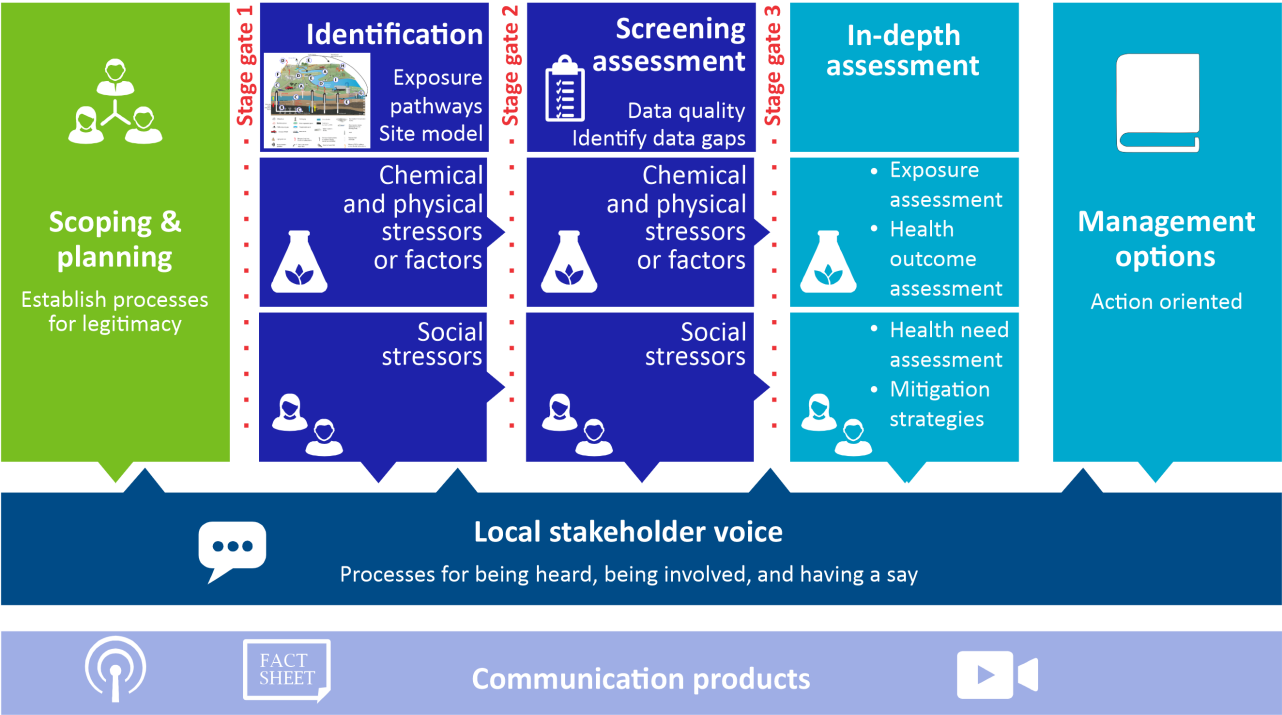 Scoping &
planning
Establish processes
for legitimacy
Stage gate 1
Identification
Exposure
pathways
Site model
Chemical
and physical
stressors
or factors
Social
stressors
Stage gate 2
Screening
assessment
Data quality
Identify data gaps
Chemical
and physical
stressors
or factors
Social
stressors
Stage gate 3
In-depth
assessment
• Exposure
assessment
• Health
outcome
assessment
• Health need
assessment
• Mitigation
strategies
Management
options
Action oriented
Local stakeholder voice
Processes for being heard, being involved, and having a say
FACT
SHEET
Communication products